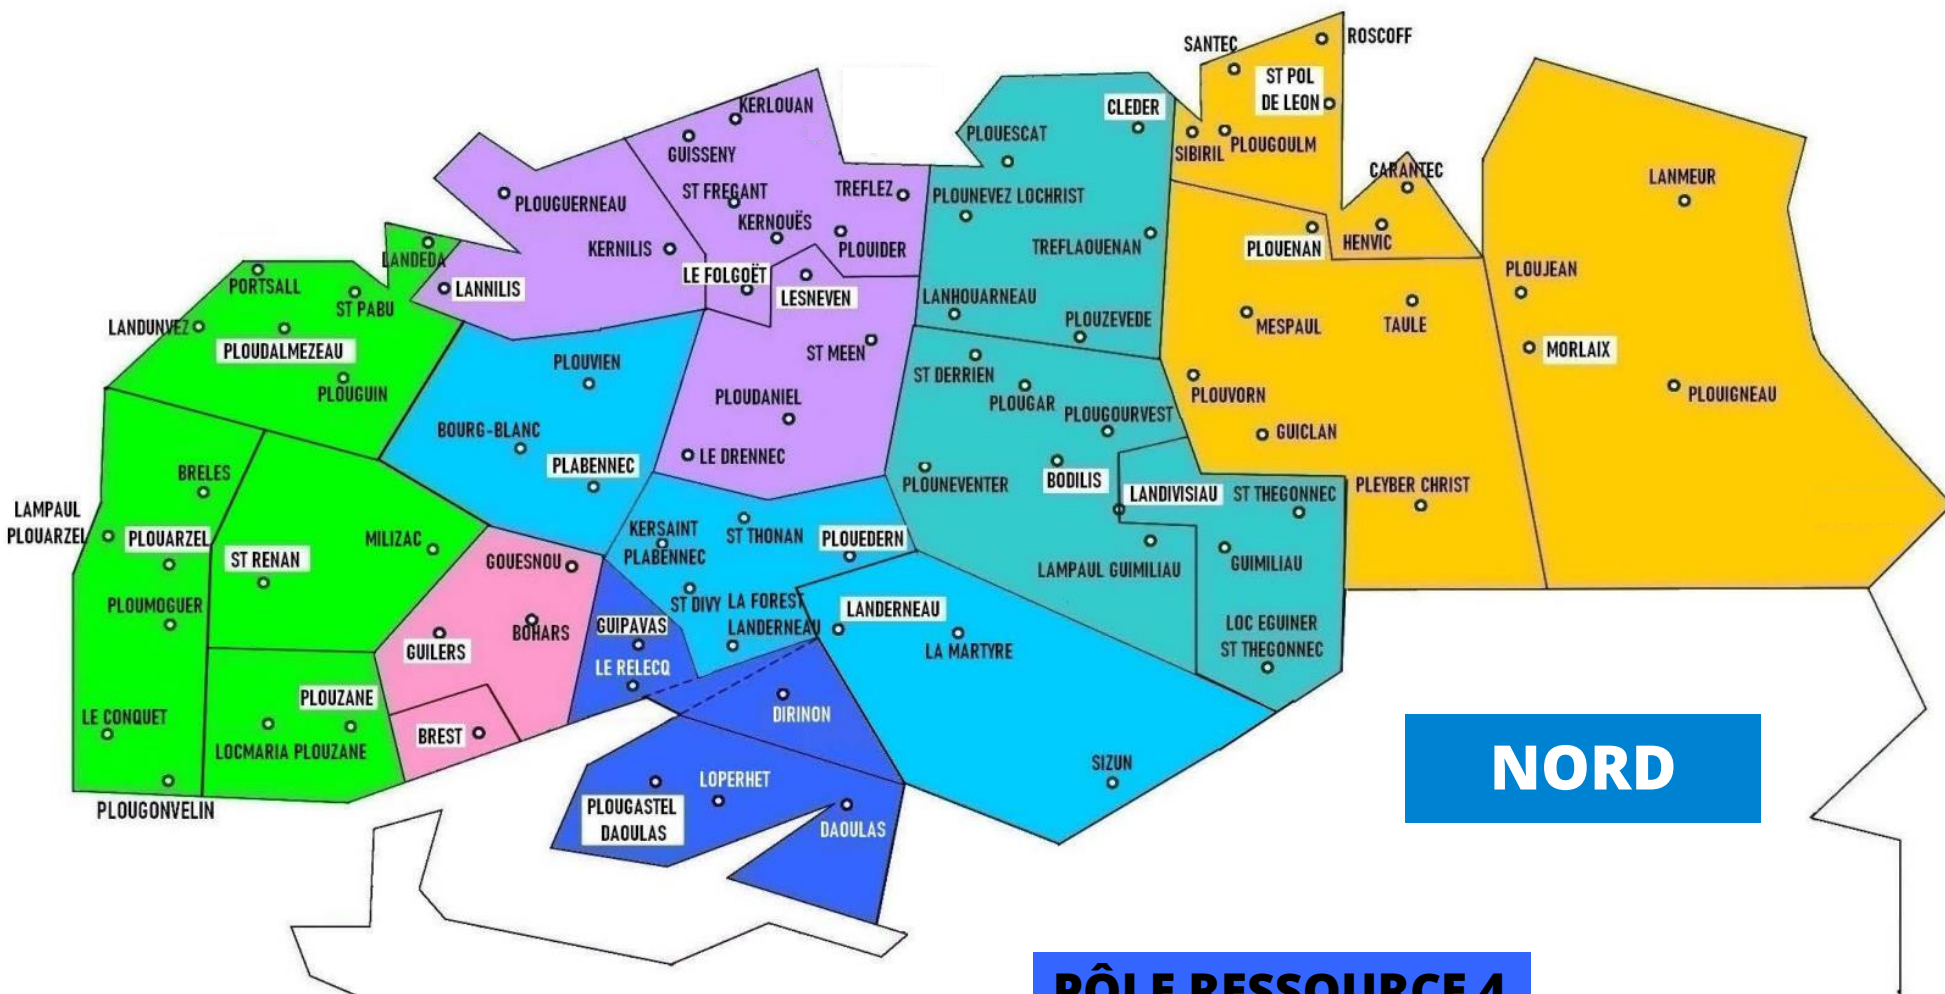 SANTEC
ROSCOFF
ST POL
DE LEON
SIBIRIL
PLOUGOULM
CARANTEC
HENVIC
PLOUENAN
LANMEUR
PLOUJEAN
MORLAIX
PLOUIGNEAU
MESPAUL
TAULE
PLOUVORN
GUICLAN
PLEYBER CHRIST
CLEDER
PLOUESCAT
PLOUNEVEZ LOCHRIST
TREFLAOUENAN
LANHOUARNEAU
PLOUZEVEDE
ST DERRIEN
PLOUGAR
PLOUGOURVEST
PLOUNEVENTER
BODILIS
LANDIVISIAU
ST THEGONNEC
LAMPAUL GUIMILIAU
GUIMILIAU
LOC EGUINER
ST THEGONNEC
KERLOUAN
GUISSENY
ST FREGANT
TREFLEZ
KERNOUËS
PLOUIDER
PLOUGUERNEAU
KERNILIS
LE FOLGOËT
LESNEVEN
LANNILIS
ST MEEN
PLOUDANIEL
LE DRENNEC
LANDEDA
PORTSALL
ST PABU
LANDUNVEZ
PLOUDALMEZEAU
PLOUGUIN
BRELES
LAMPAUL
PLOUARZEL
PLOUARZEL
ST RENAN
MILIZAC
PLOUMOGUER
LE CONQUET
PLOUZANE
LOCMARIA PLOUZANE
PLOUGONVELIN
PLOUVIEN
BOURG-BLANC
PLABENNEC
KERSAINT
PLABENNEC
ST THONAN
PLOUEDERN
ST DIVY
LA FOREST
LANDERNEAU
LANDERNEAU
LA MARTYRE
SIZUN
GOUESNOU
BOHARS
GUILERS
BREST
GUIPAVAS
LE RELECQ
DIRINON
LOPERHET
PLOUGASTEL
DAOULAS
DAOULAS
NORD
PÔLE RESSOURCE 4